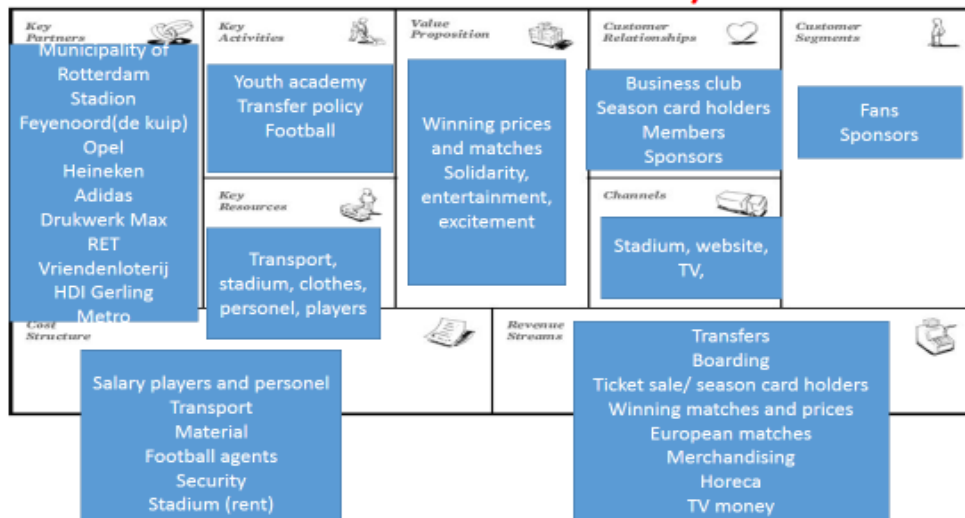 Key
Partners
Municipality of
Rotterdam
Stadion
Feyenoord(de kuip)
Opel
Heineken
Adidas
Drukwerk Max
RET
Vriendenloterij
HDI Gerling
Metro
Key
Activities
Youth academy
Transfer policy
Football
Key
Resources
Transport,
stadium, clothes,
personel, players
Value
Proposition
Winning prices
and matches
Solidarity,
entertainment,
excitement
Customer
Relationships
Business club
Season card holders
Members
Sponsors
Channels
Stadium, website,
TV,
Customer
Segments
Fans
Sponsors
Cost
Structure
Salary players and personel
Transport
Material
Football agents
Security
Stadium (rent)
Revenue
Streams
Transfers
Boarding
Ticket sale/ season card holders
Winning matches and prices
European matches
Merchandising
Horeca
TV money